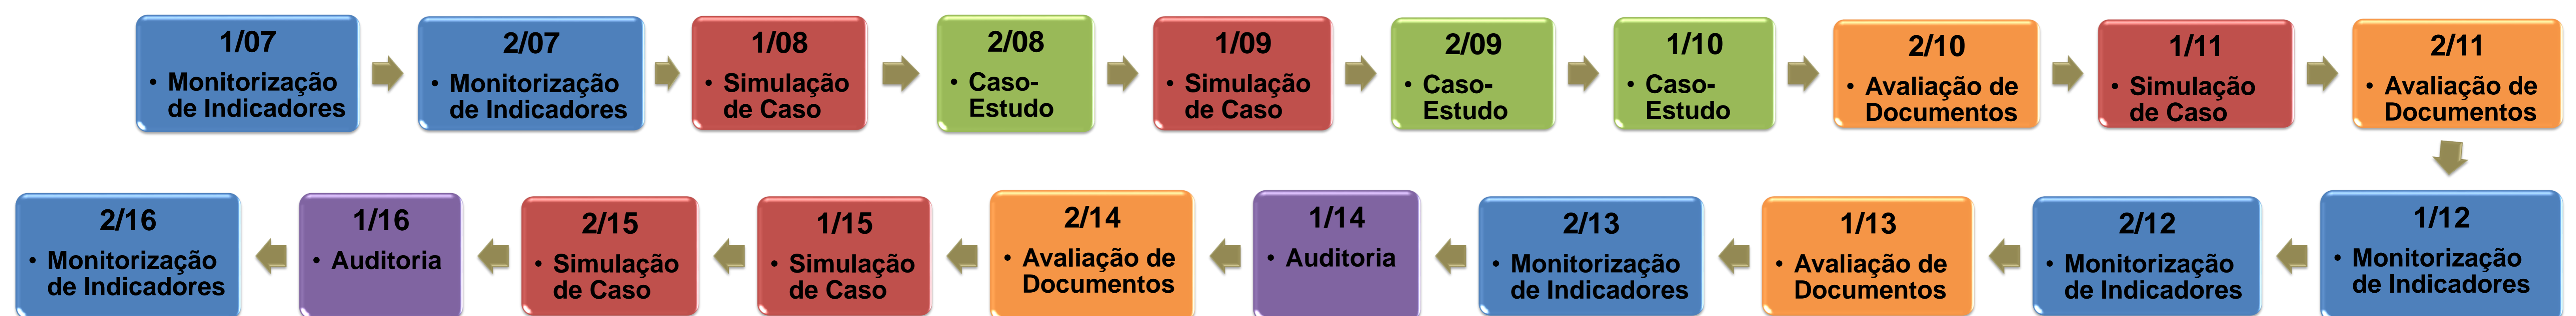 1/07
• Monitorização
de Indicadores
2/07
• Monitorização
de Indicadores
1/08
• Simulação
de Caso
2/08
• Caso-
Estudo
1/09
• Simulação
de Caso
2/09
• Caso-
Estudo
1/10
• Caso-
Estudo
2/10
• Avaliação de
Documentos
1/11
• Simulação
de Caso
2/11
• Avaliação de
Documentos
1/12
• Monitorização
de Indicadores
2/12
• Monitorização
de Indicadores
1/13
• Avaliação de
Documentos
2/13
• Monitorização
de Indicadores
1/14
• Auditoria
2/14
• Avaliação de
Documentos
1/15
• Simulação
de Caso
2/15
• Simulação
de Caso
1/16
• Auditoria
2/16
• Monitorização
de Indicadores